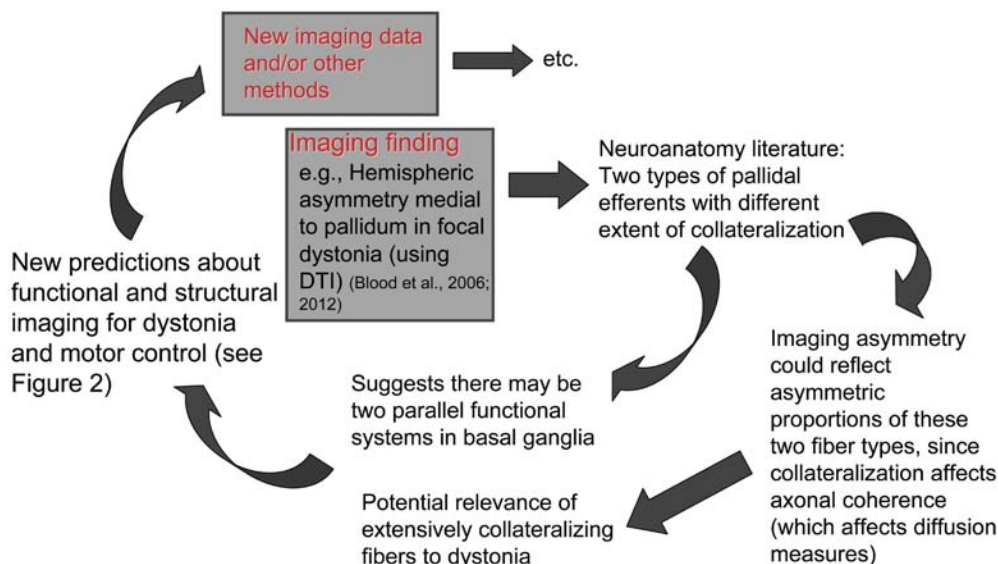 New imaging data
and/or other
methods
etc.
Imaging finding
e.g., Hemispheric
asymmetry medial
to pallidum in focal
dystonia (using
DTI) (Blood et al., 2006;
2012)
Neuroanatomy literature:
Two types of pallidal
efferents with different
extent of collateralization
Imaging asymmetry
could reflect
asymmetric
proportions of these
two fiber types, since
collateralization affects
axonal coherence
(which affects diffusion
measures)
Suggests there may be
two parallel functional
systems in basal ganglia
Potential relevance of
extensively collateralizing
fibers to dystonia
New predictions about
functional and structural
imaging for dystonia
and motor control (see
Figure 2)